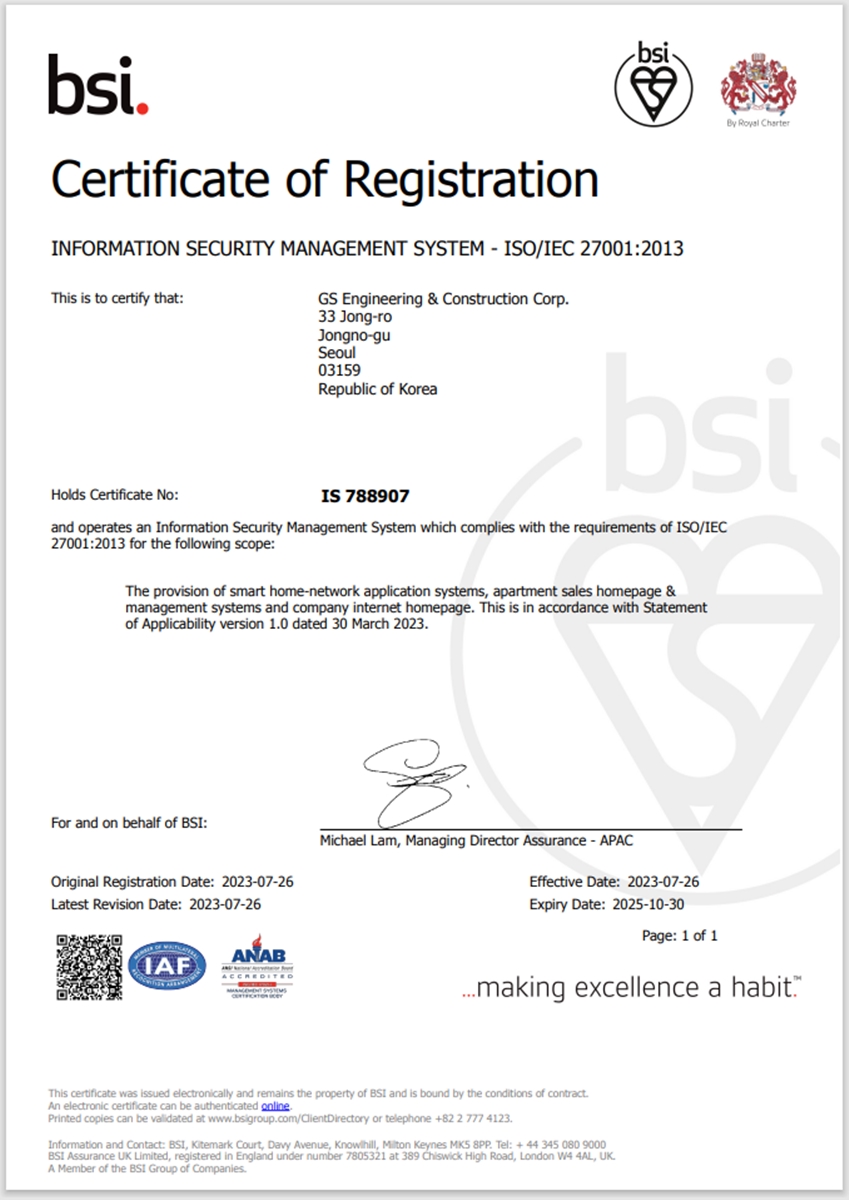 bsi.
bsi
By Royal Charter
Certificate of Registration
INFORMATION SECURITY MANAGEMENT SYSTEM - ISO/IEC 27001:2013
This is to certify that:
GS Engineering & Construction Corp.
33 Jong-ro
Jongno-gu
Seoul
03159
Republic of Korea
bsi
Holds Certificate No:
IS 788907
and operates an Information Security Management System which complies with the requirements of ISO/IEC
27001:2013 for the following scope:
The provision of smart home-network application systems, apartment sales homepage &
management systems and company internet homepage. This is in accordance with Statement
of Applicability version 1.0 dated 30 March 2023.
For and on behalf of BSI:
Michael Lam, Managing Director Assurance - APAC
Original Registration Date: 2023-07-26
Effective Date: 2023-07-26
Latest Revision Date: 2023-07-26
Expiry Date: 2025-10-30
Page: 1 of 1
MEMBER OF MULTILATERAL
IAF
RECOGNITION ARRANGEMENT
ANAB
ANSI National Accreditation Board
ACCREDITED
MANAGEMENT SYSTEMS
CERTIFICATION BODY
...making excellence a habit.™
This certificate was issued electronically and remains the property of BSI and is bound by the conditions of contract.
An electronic certificate can be authenticated online.
Printed copies can be validated at www.bsigroup.com/ClientDirectory or telephone +82 2 777 4123.
Information and Contact: BSI, Kitemark Court, Davy Avenue, Knowlhill, Milton Keynes MK5 8PP. Tel: + 44 345 080 9000
BSI Assurance UK Limited, registered in England under number 7805321 at 389 Chiswick High Road, London W4 4AL, UK.
A Member of the BSI Group of Companies.